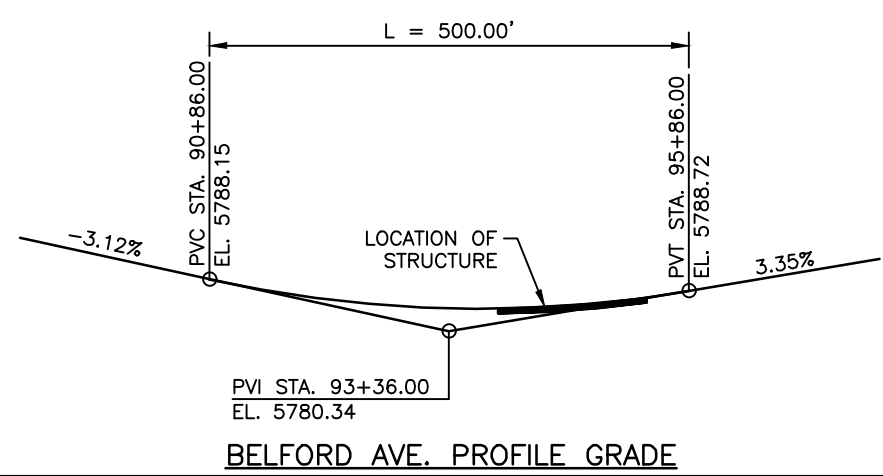 L = 500.00'
PVC STA. 90+86.00
EL. 5788.15
PVT STA. 95+86.00
EL. 5788.72
-3.12%
LOCATION OF
STRUCTURE
3.35%
PVI STA. 93+36.00
EL. 5780.34
BELFORD AVE. PROFILE GRADE